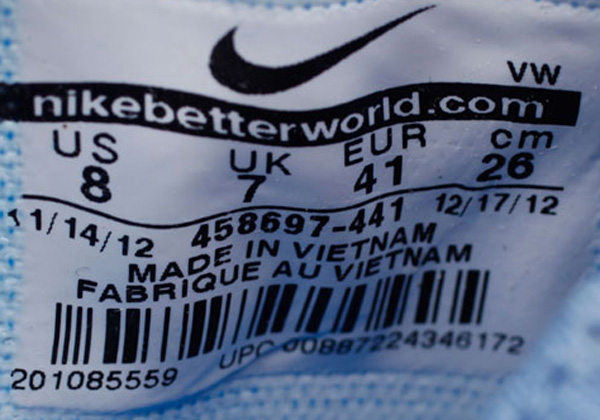 VW
nikebetterworld.com
US UK EUR cm
8 7 41 26
11/14/12 458697-441 12/17/12
MADE IN VIETNAM
FABRIQUE AU VIETNAM
UPC 00887224346172
201085559